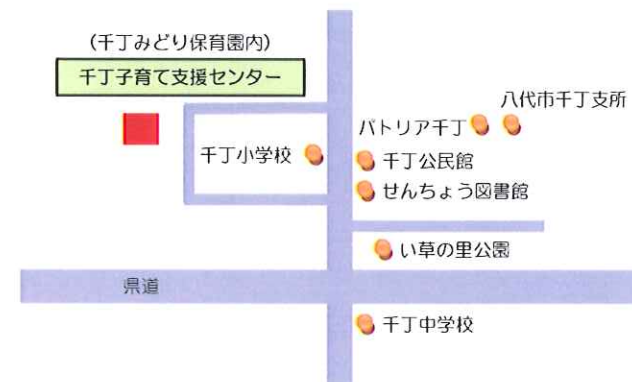 (千丁みどり保育園内)
千丁子育て支援センター
八代市千丁支所
パトリア千丁
千丁小学校
千丁公民館
せんちょう図書館
い草の里公園
県道
千丁中学校